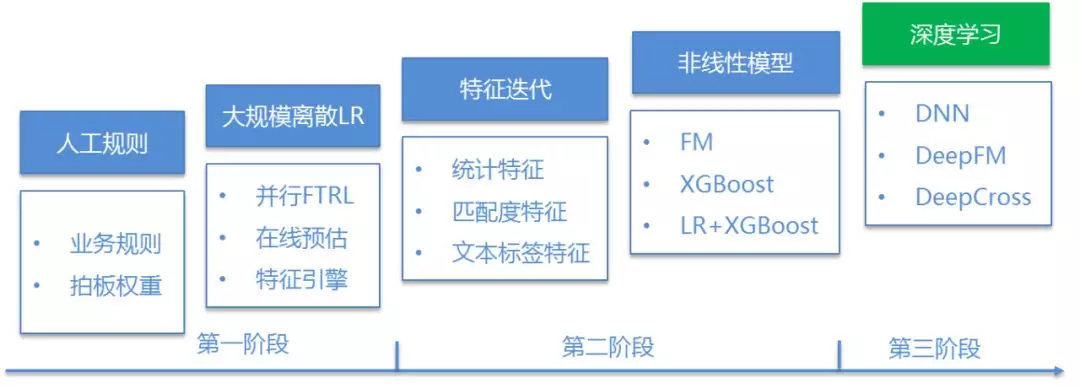 人工规则
业务规则
拍板权重
大规模离散LR
并行FTRL
在线预估
特征引擎
特征迭代
统计特征
匹配度特征
文本标签特征
非线性模型
FM
XGBoost
LR+XGBoost
深度学习
DNN
DeepFM
DeepCross
第一阶段
第二阶段
第三阶段